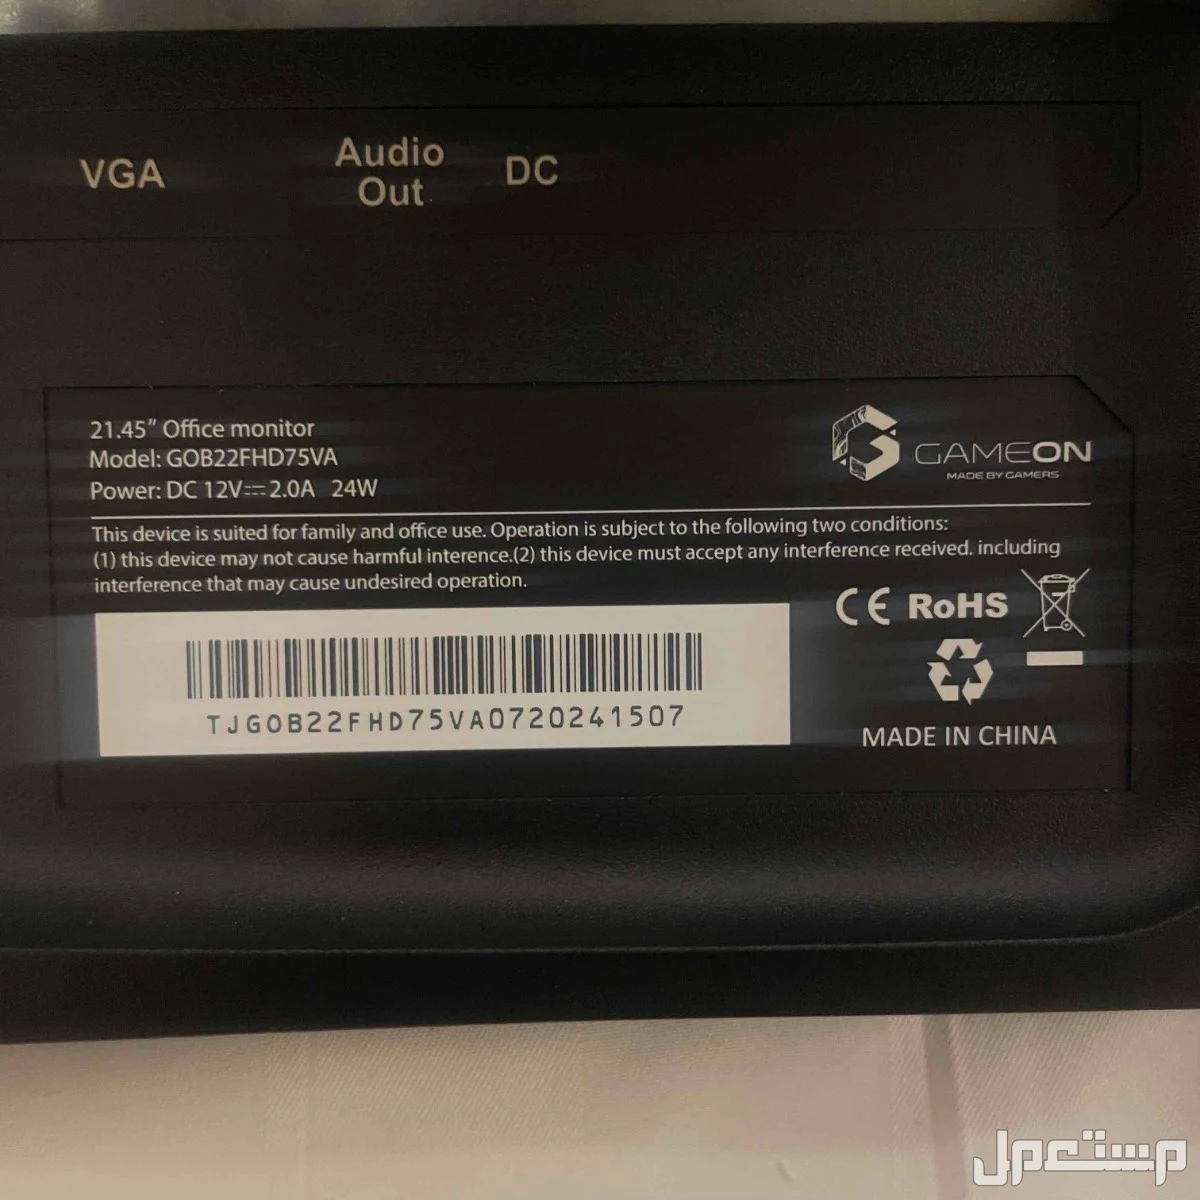 VGA
Audio
Out
DC
21.45" Office monitor
Model: GOB22FHD75VA
Power: DC 12V⎓2.0A 24W
GAMEON
MADE BY GAMERS
This device is suited for family and office use. Operation is subject to the following two conditions:
(1) this device may not cause harmful interence.(2) this device must accept any interference received. including
interference that may cause undesired operation.
CE RoHS
TJGOB22FHD75VA0720241507
MADE IN CHINA
مستعمل